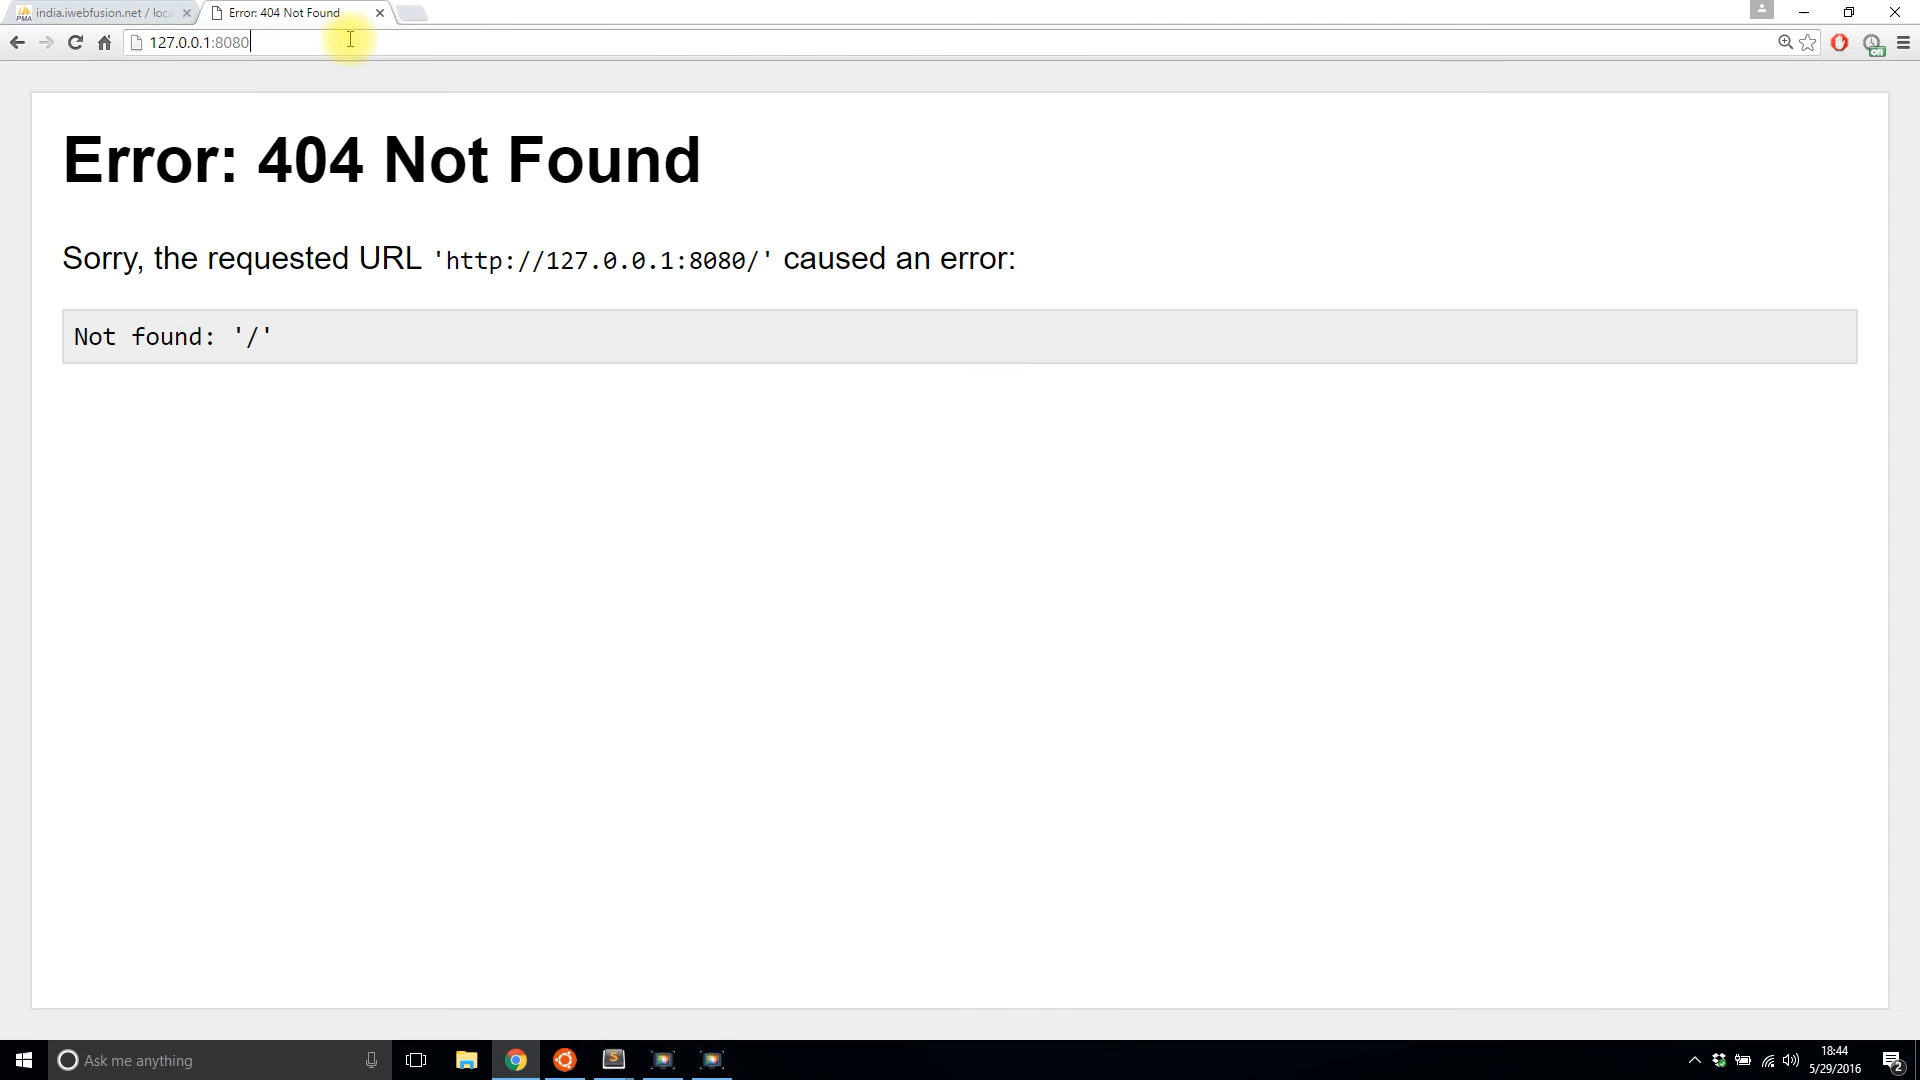 india.iwebfusion.net / loca
Error: 404 Not Found
127.0.0.1:8080
on
Error: 404 Not Found
Sorry, the requested URL 'http://127.0.0.1:8080/' caused an error:
Not found: '/'
Ask me anything
18:44
5/29/2016
2